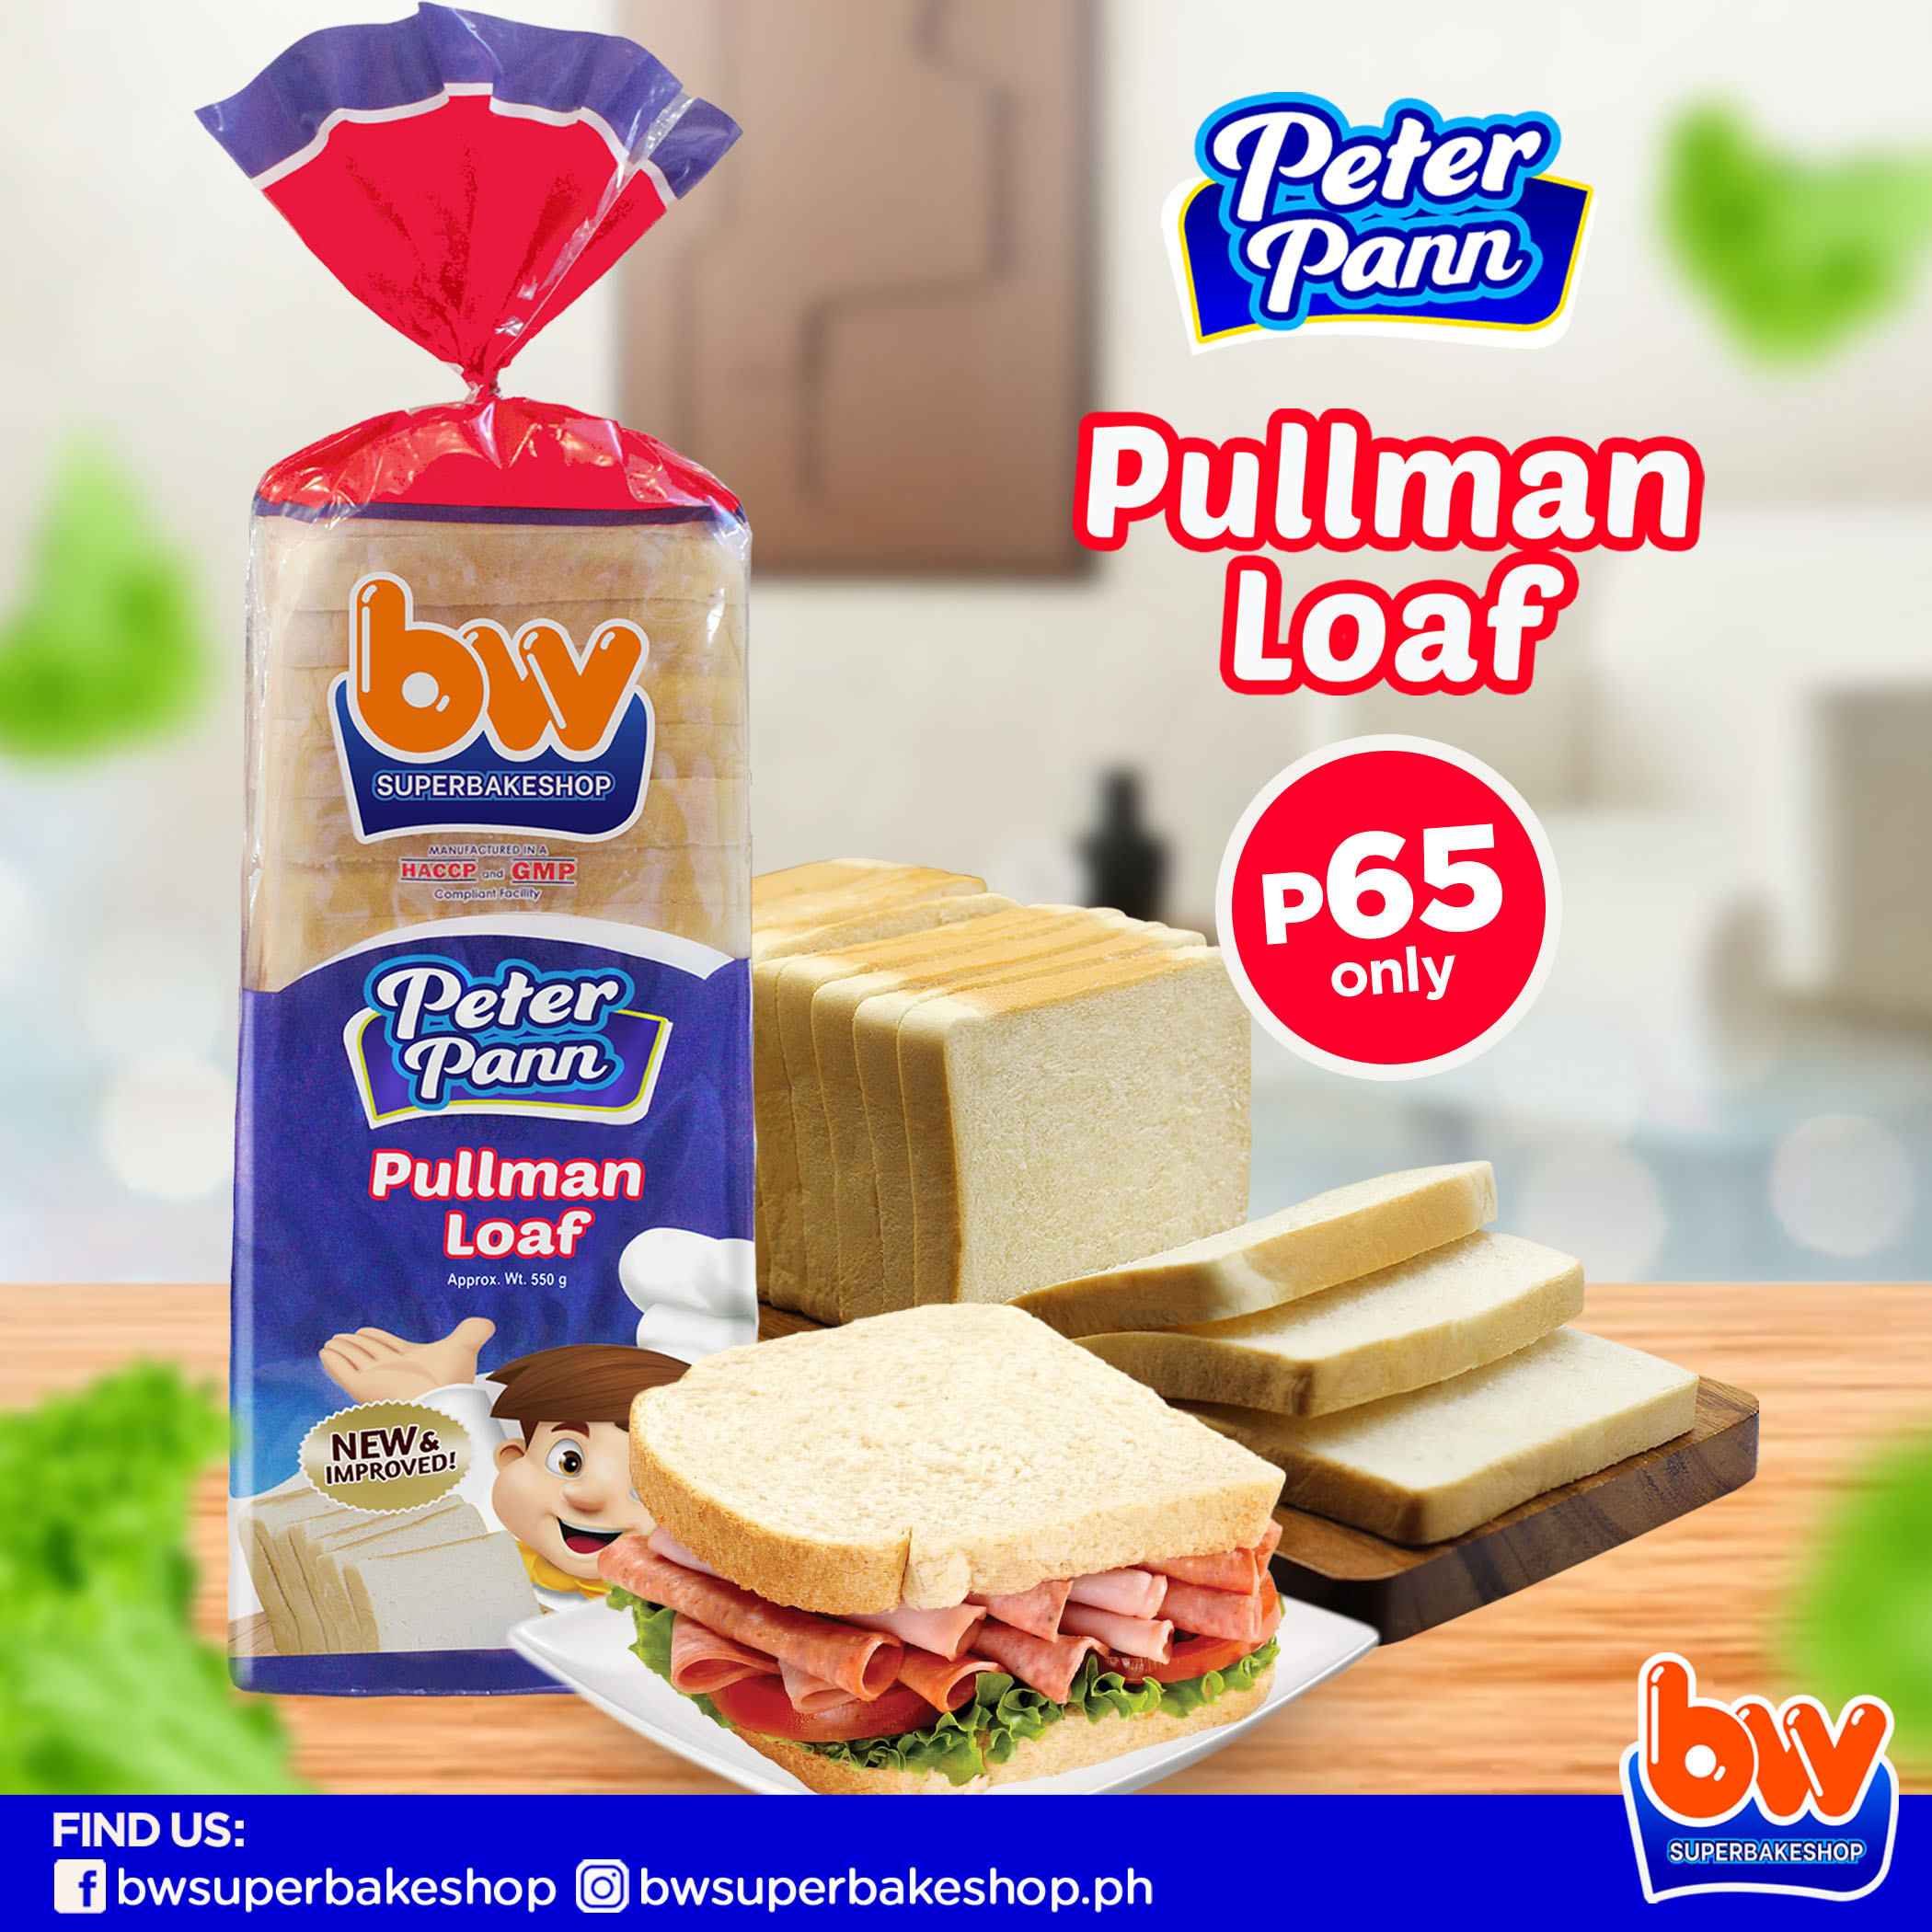 Peter
Pann
Pullman
Loaf
P65
only
bw
SUPERBAKESHOP
MANUFACTURED IN A
HACCP and GMP
Compliant Facility
Peter
Pann
Pullman
Loaf
Approx. Wt. 550 g
NEW &
IMPROVED!
FIND US:
f bwsuperbakeshop bwsuperbakeshop.ph
bw
SUPERBAKESHOP